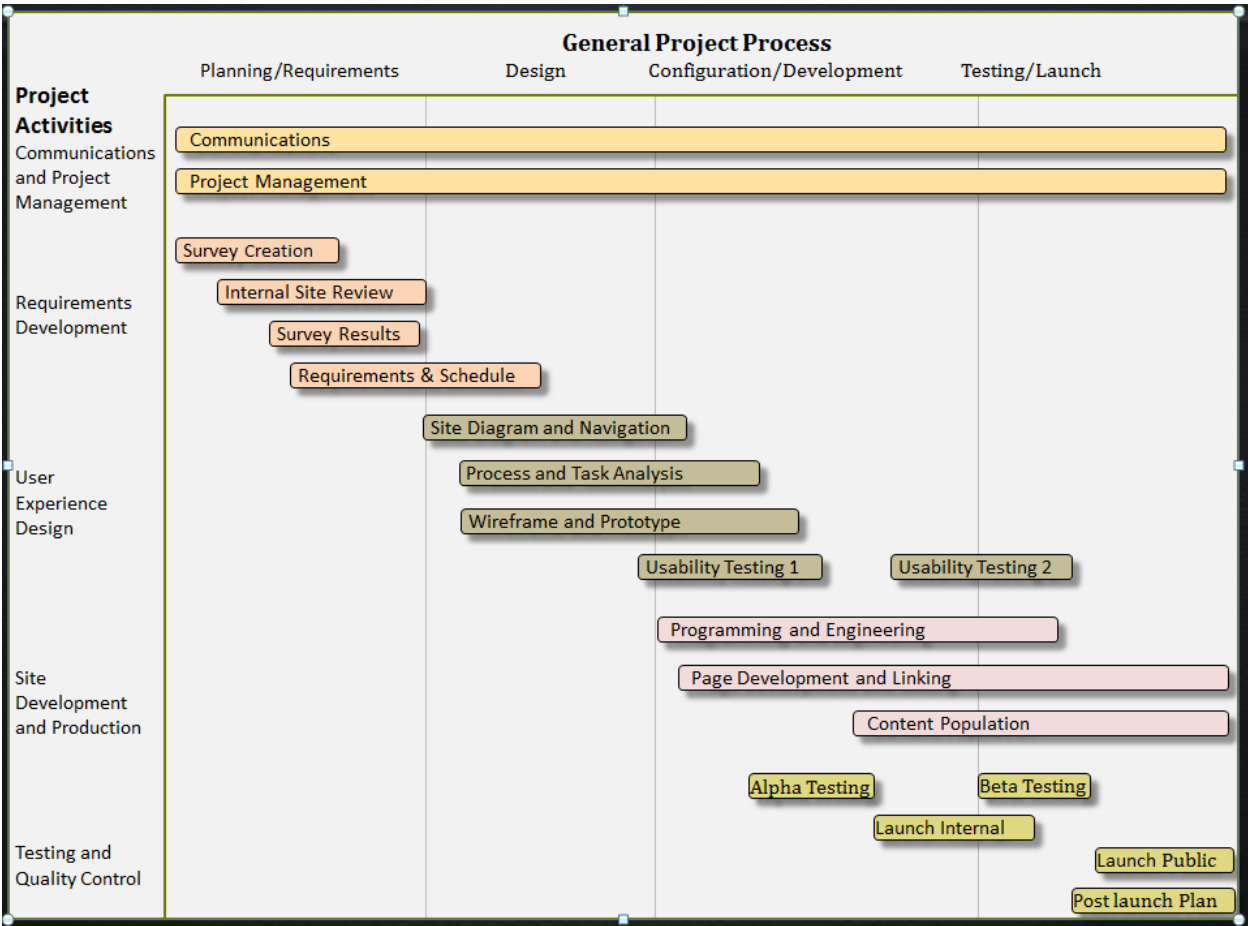 General Project Process
Planning/Requirements Design Configuration/Development Testing/Launch
Project
Activities
Communications
and Project
Management
Communications
Project Management
Requirements
Development
Survey Creation
Internal Site Review
Survey Results
Requirements & Schedule
User
Experience
Design
Site Diagram and Navigation
Process and Task Analysis
Wireframe and Prototype
Usability Testing 1 Usability Testing 2
Site
Development
and Production
Programming and Engineering
Page Development and Linking
Content Population
Testing and
Quality Control
Alpha Testing Beta Testing
Launch Internal
Launch Public
Post launch Plan